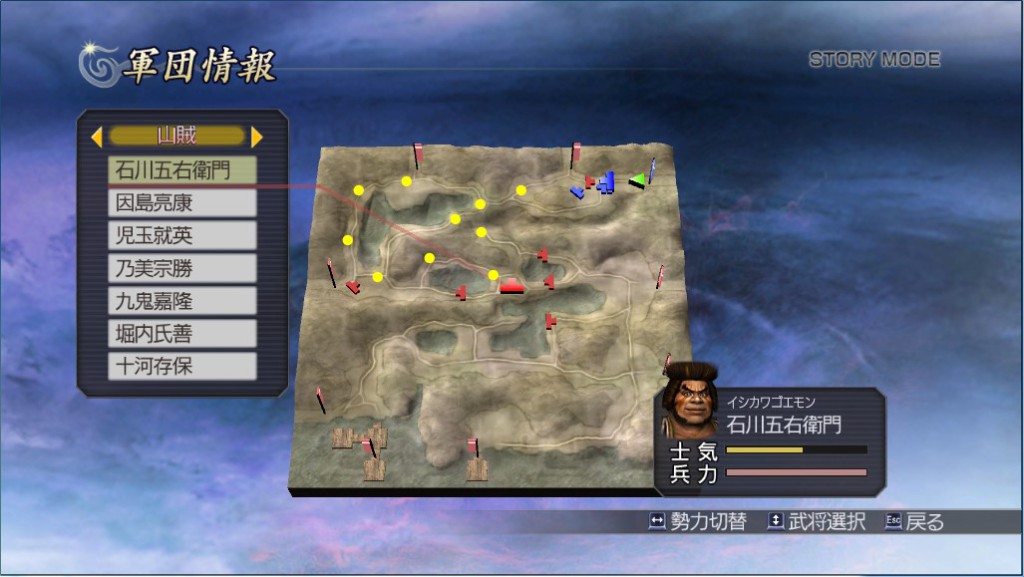 軍団情報
STORY MODE
山賊
石川五右衛門
因島亮康
児玉就英
乃美宗勝
九鬼嘉隆
堀内氏善
十河存保
イシカワゴエモン
石川五右衛門
士気
兵力
勢力切替 武将選択 Esc 戻る